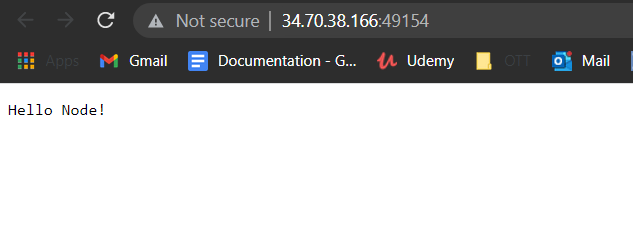 Not secure | 34.70.38.166:49154
Apps Gmail Documentation - G... Udemy OTT Mail
Hello Node!